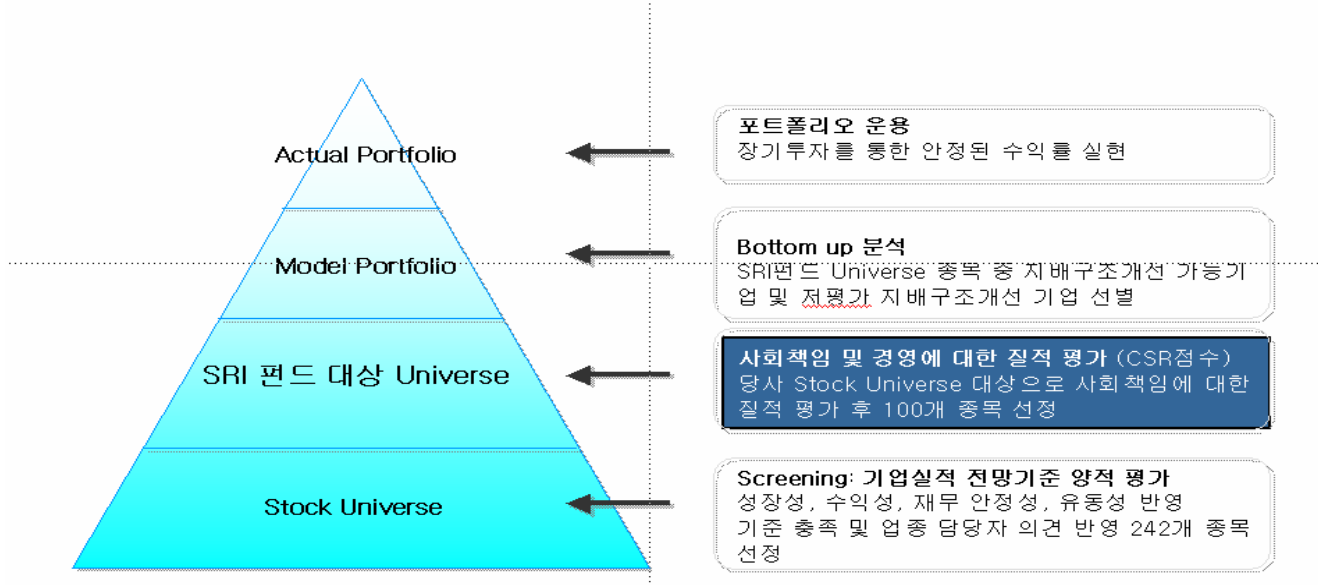 Actual Portfolio
포트폴리오 운용
장기투자를 통한 안정된 수익률 실현
Model Portfolio
Bottom up 분석
SRI펀드 Universe 종목 중 지배구조개선 가능기
업 및 저평가 지배구조개선 기업 선별
SRI 펀드 대상 Universe
사회책임 및 경영에 대한 질적 평가 (CSR점수)
당사 Stock Universe 대상으로 사회책임에 대한
질적 평가 후 100개 종목 선정
Stock Universe
Screening: 기업실적 전망기준 양적 평가
성장성, 수익성, 재무 안정성, 유동성 반영
기준 충족 및 업종 담당자 의견 반영 242개 종목
선정